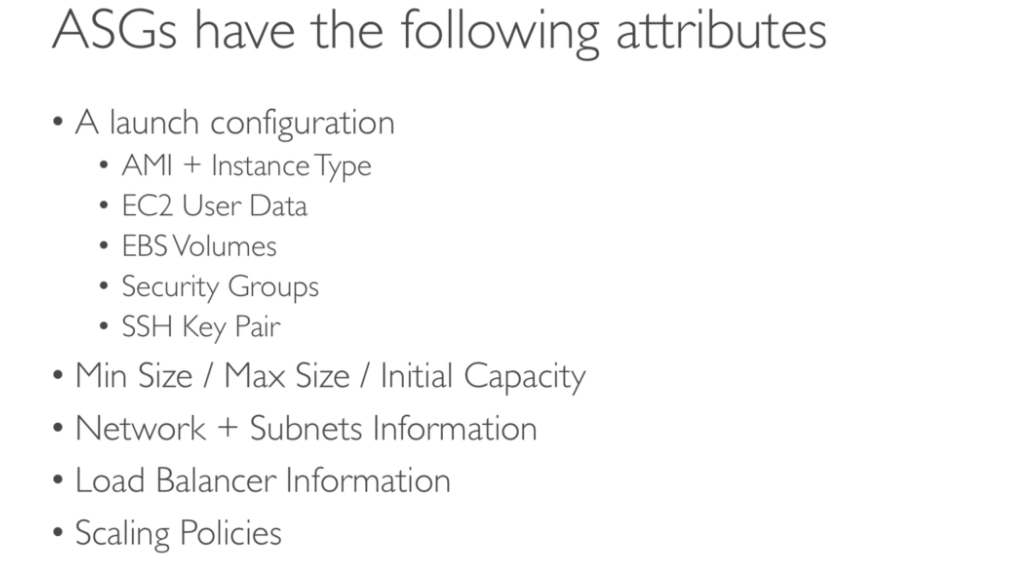 ASGs have the following attributes
• A launch configuration
• AMI + Instance Type
• EC2 User Data
• EBS Volumes
• Security Groups
• SSH Key Pair
• Min Size / Max Size / Initial Capacity
• Network + Subnets Information
• Load Balancer Information
• Scaling Policies